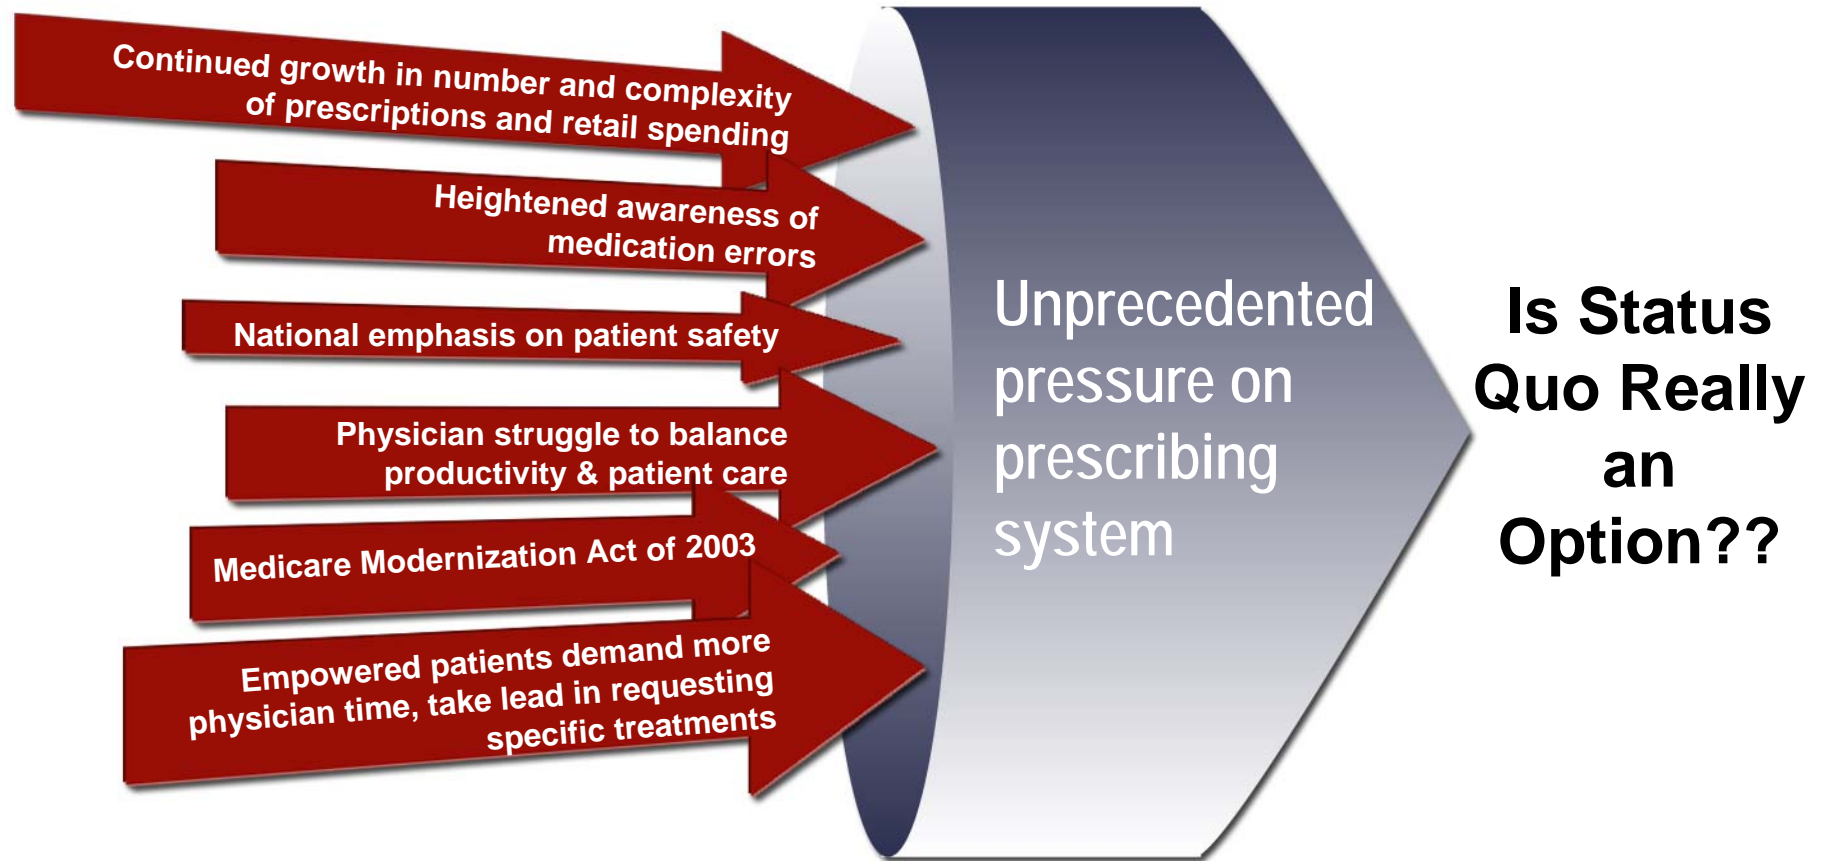 Continued growth in number and complexity
of prescriptions and retail spending
Heightened awareness of
medication errors
National emphasis on patient safety
Physician struggle to balance
productivity & patient care
Medicare Modernization Act of 2003
Empowered patients demand more
physician time, take lead in requesting
specific treatments
Unprecedented
pressure on
prescribing
system
Is Status
Quo Really
an
Option??